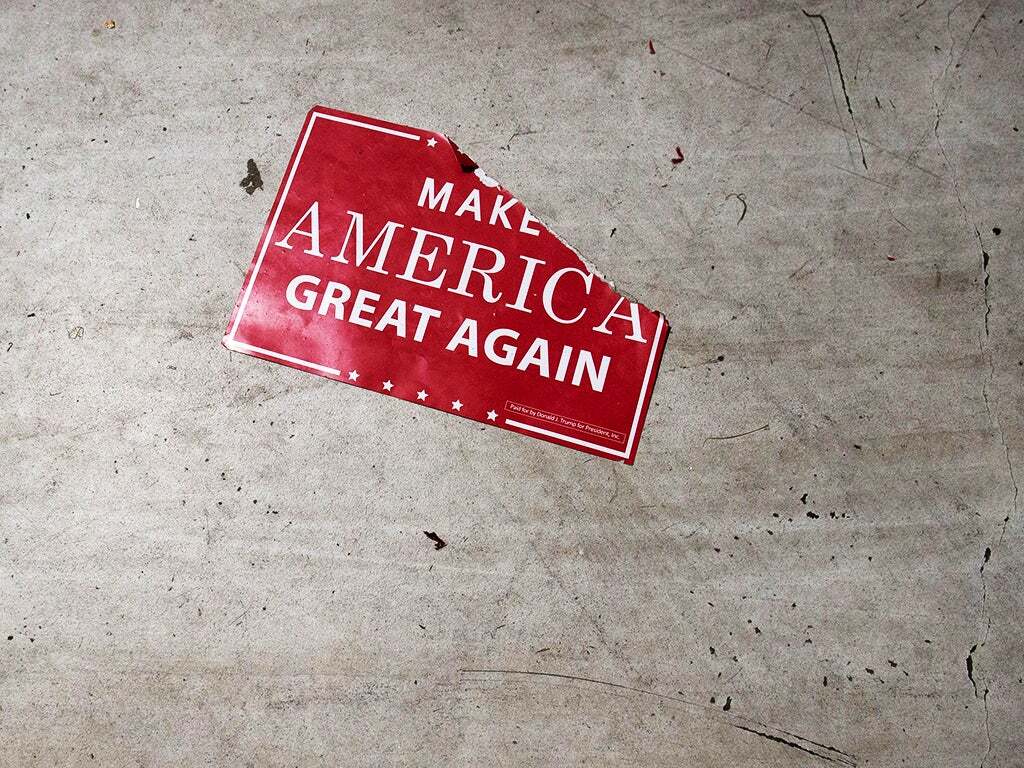 MAKE
AMERICA
GREAT AGAIN
Paid for by Donald J. Trump for President, Inc.